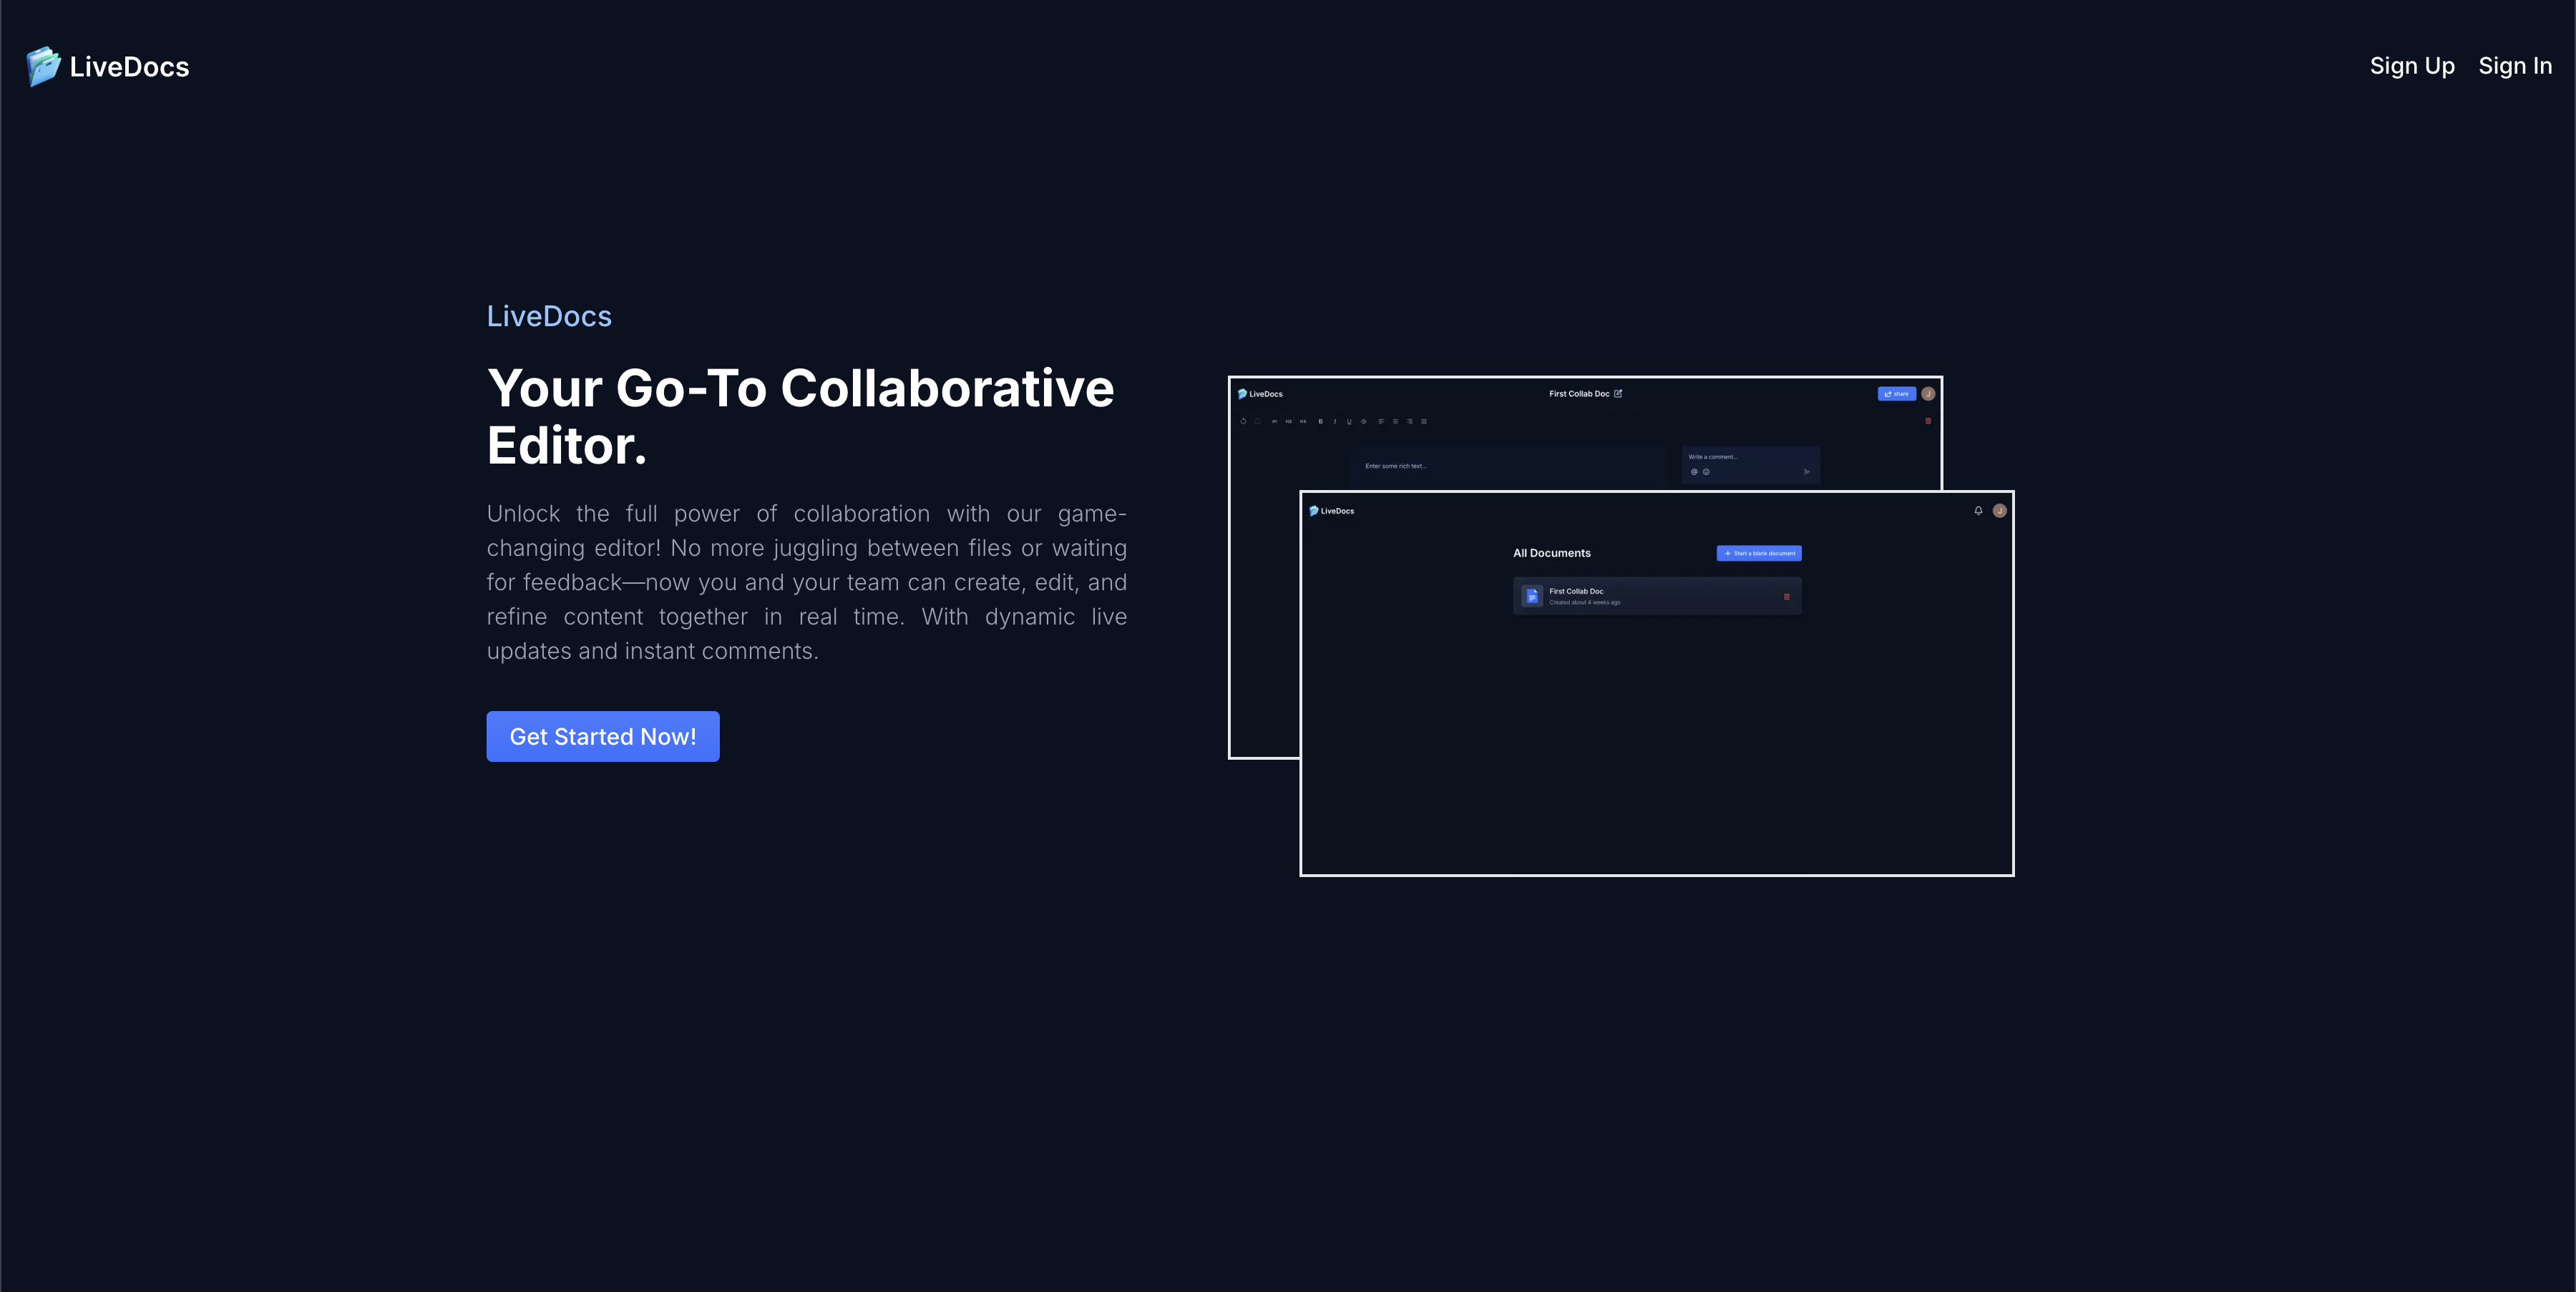 LiveDocs
Sign Up Sign In
LiveDocs
Your Go-To Collaborative
Editor.
Unlock the full power of collaboration with our game-
changing editor! No more juggling between files or waiting
for feedback—now you and your team can create, edit, and
refine content together in real time. With dynamic live
updates and instant comments.
Get Started Now!
LiveDocs
First Collab Doc
share
J
H1 H2 H3 B I U S
Enter some rich text...
Write a comment...
@
LiveDocs
J
All Documents
+ Start a blank document
First Collab Doc
Created about 4 weeks ago